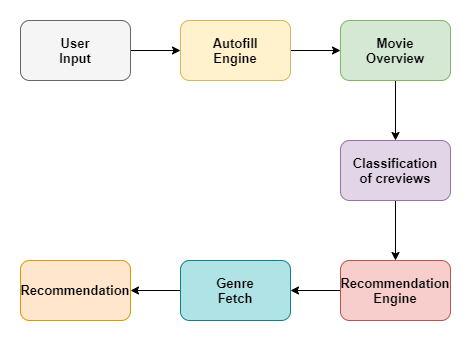 User
Input
Autofill
Engine
Movie
Overview
Classification
of creviews
Recommendation
Engine
Genre
Fetch
Recommendation